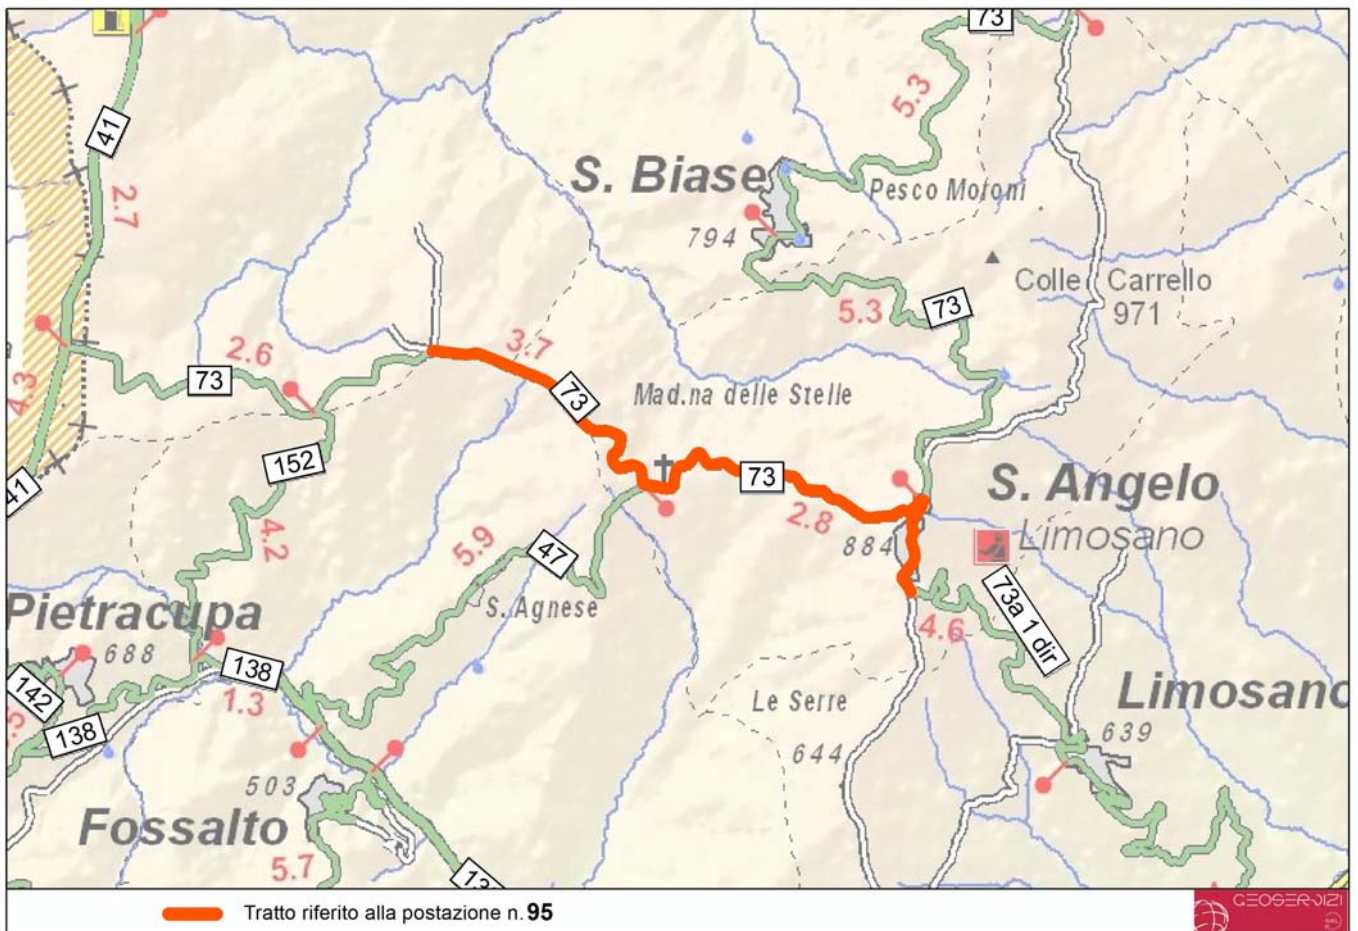 73
41
5.3
S. Biase
Pesco Moroni
2.7
794
Colle Carrello
971
73
5.3
3.7
2.6
73
4.3
73
Mad.na delle Stelle
152
41
73
S. Angelo
Limosano
2.8
884
4.2
5.9
47
S. Agnese
73a 1 dir
4.6
Pietracupa
688
138
1.3
142
138
Le Serre
644
Limosano
639
503
Fossalto
5.7
Tratto riferito alla postazione n. 95
GEOSERVIZI